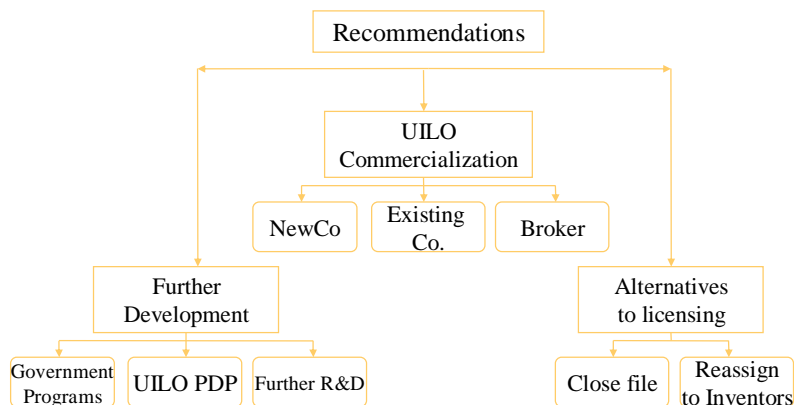 Recommendations
UILO
Commercialization
NewCo
Existing
Co.
Broker
Further
Development
Alternatives
to licensing
Government
Programs
UILO PDP
Further R&D
Close file
Reassign
to Inventors